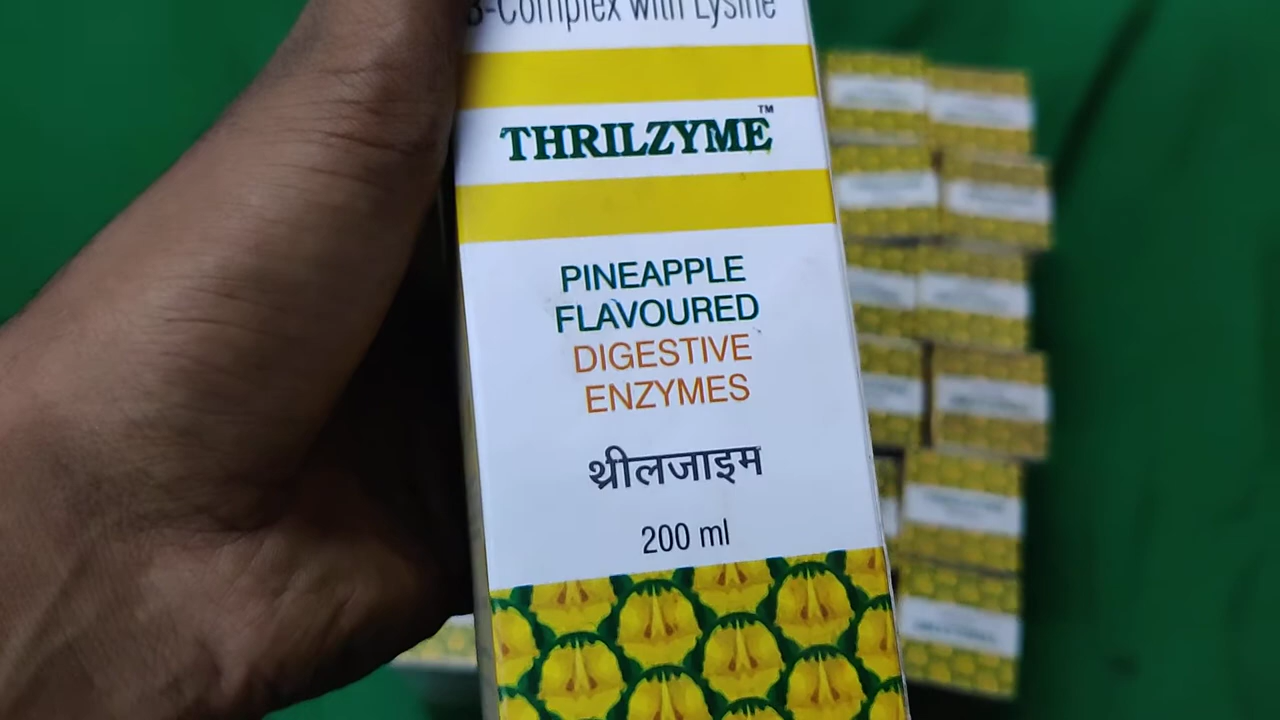 B-Complex with Lysine
THRILZYME™
PINEAPPLE
FLAVOURED
DIGESTIVE
ENZYMES
थ्रीलजाइम
200 ml